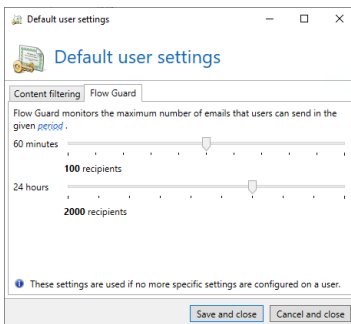 Default user settings
Default user settings
Content filtering Flow Guard
Flow Guard monitors the maximum number of emails that users can send in the
given period .
60 minutes
100 recipients
24 hours
2000 recipients
These settings are used if no more specific settings are configured on a user.
Save and close Cancel and close